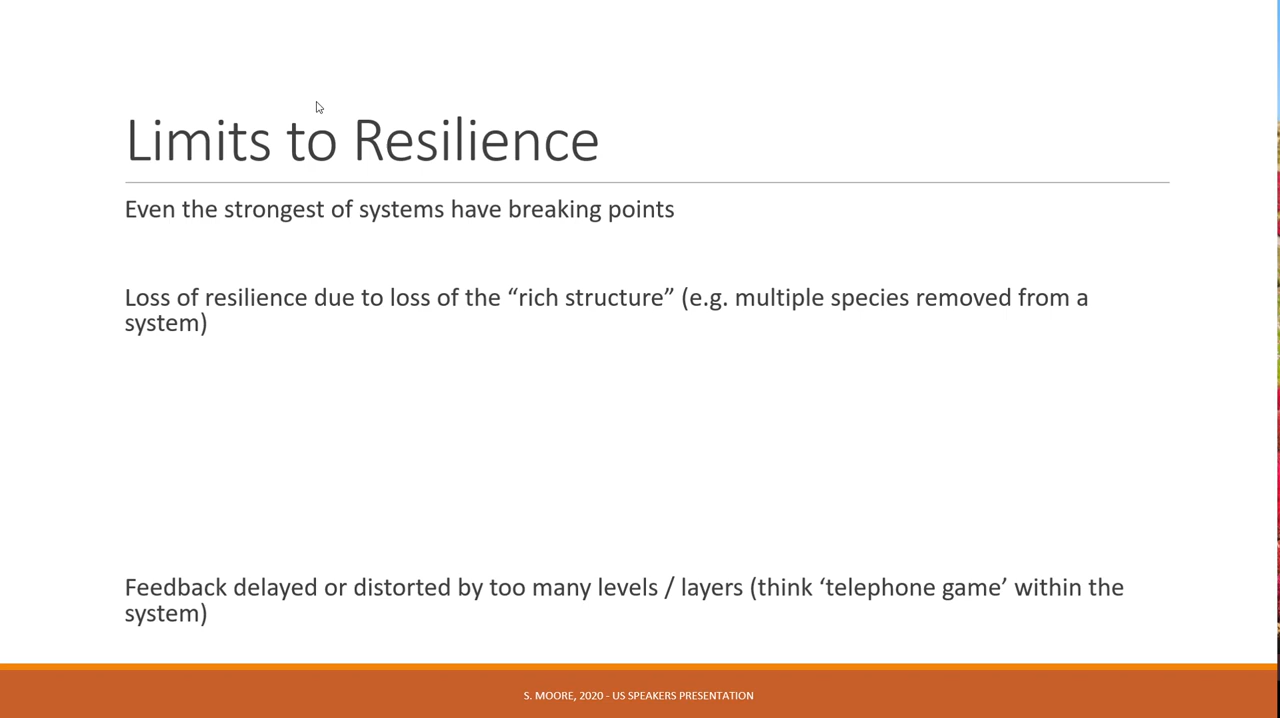 Limits to Resilience
Even the strongest of systems have breaking points
Loss of resilience due to loss of the “rich structure” (e.g. multiple species removed from a
system)
Feedback delayed or distorted by too many levels / layers (think ‘telephone game’ within the
system)
S. MOORE, 2020 - US SPEAKERS PRESENTATION